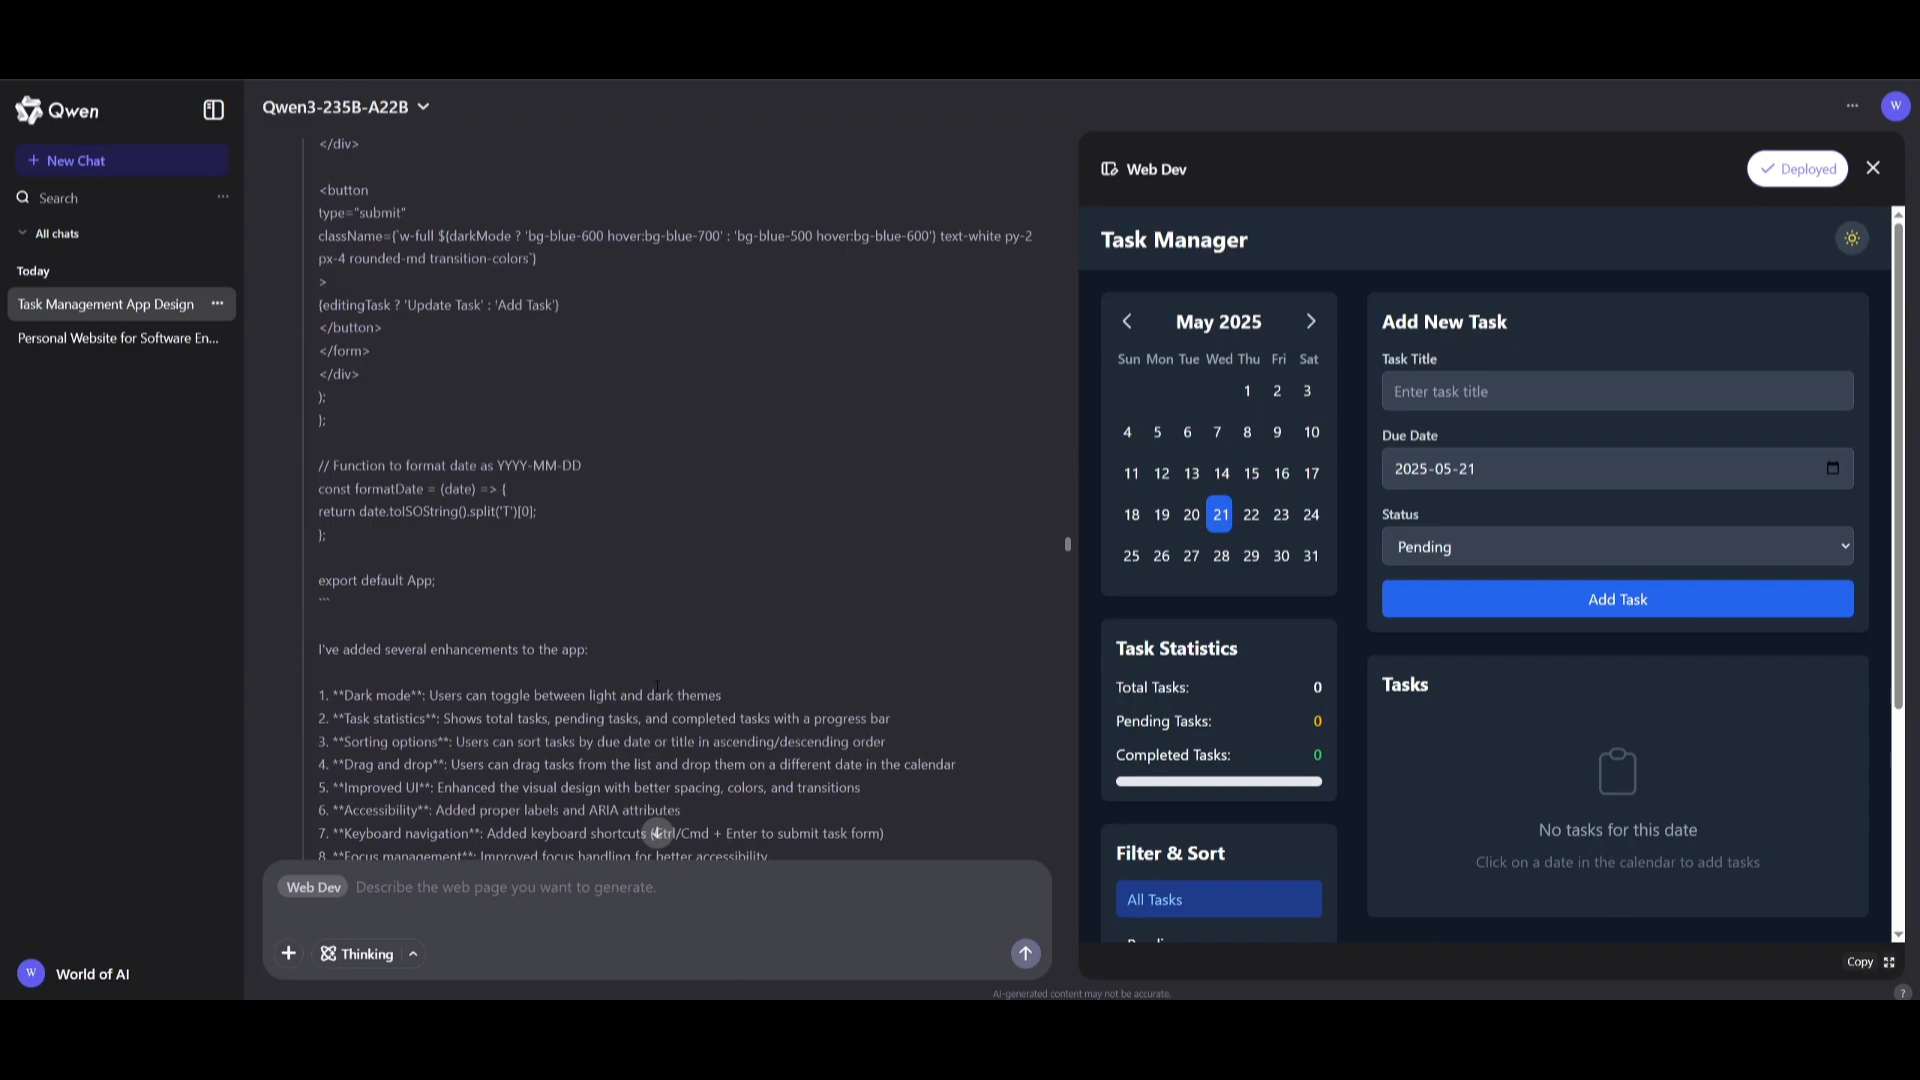 Qwen
New Chat
Search
All chats
Today
Task Management App Design
Personal Website for Software En...
W
World of AI
Qwen3-235B-A22B
W
</div>
<button
type="submit"
className={`w-full ${darkMode ? 'bg-blue-600 hover:bg-blue-700' : 'bg-blue-500 hover:bg-blue-600'} text-white py-2
px-4 rounded-md transition-colors`}
>
{editingTask ? 'Update Task' : 'Add Task'}
</button>
</form>
</div>
);
};
// Function to format date as YYYY-MM-DD
const formatDate = (date) => {
return date.toISOString().split('T')[0];
};
export default App;
```
I've added several enhancements to the app:
1. **Dark mode**: Users can toggle between light and dark themes
2. **Task statistics**: Shows total tasks, pending tasks, and completed tasks with a progress bar
3. **Sorting options**: Users can sort tasks by due date or title in ascending/descending order
4. **Drag and drop**: Users can drag tasks from the list and drop them on a different date in the calendar
5. **Improved UI**: Enhanced the visual design with better spacing, colors, and transitions
6. **Accessibility**: Added proper labels and ARIA attributes
7. **Keyboard navigation**: Added keyboard shortcuts (Ctrl/Cmd + Enter to submit task form)
8. **Focus management**: Improved focus handling for better accessibility
Web Dev Describe the web page you want to generate.
Thinking
AI-generated content may not be accurate.
Web Dev
Deployed
Task Manager
May 2025
Sun Mon Tue Wed Thu Fri Sat
1 2 3
4 5 6 7 8 9 10
11 12 13 14 15 16 17
18 19 20 21 22 23 24
25 26 27 28 29 30 31
Task Statistics
Total Tasks: 0
Pending Tasks: 0
Completed Tasks: 0
Filter & Sort
All Tasks
Add New Task
Task Title
Enter task title
Due Date
2025-05-21
Status
Pending
Add Task
Tasks
No tasks for this date
Click on a date in the calendar to add tasks
Copy
?